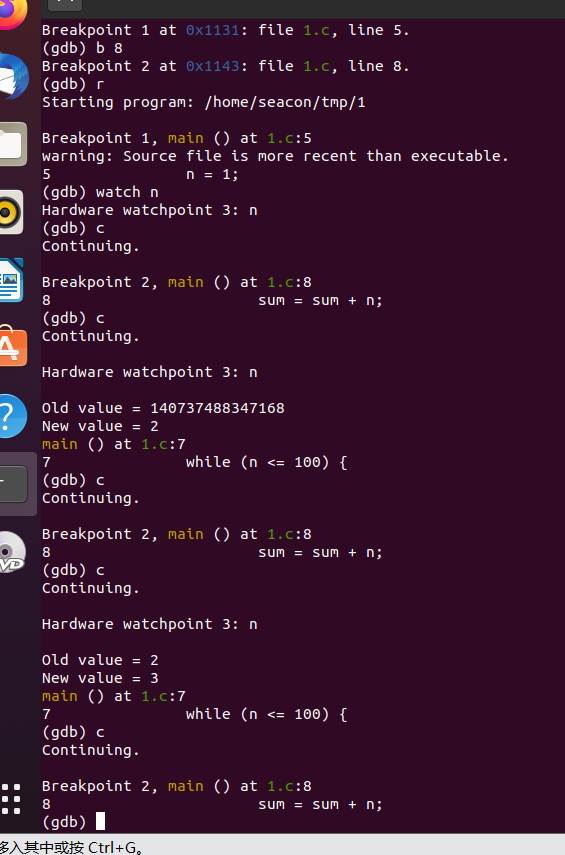 Breakpoint 1 at 0x1131: file 1.c, line 5.
(gdb) b 8
Breakpoint 2 at 0x1143: file 1.c, line 8.
(gdb) r
Starting program: /home/seacon/tmp/1
Breakpoint 1, main () at 1.c:5
warning: Source file is more recent than executable.
5 n = 1;
(gdb) watch n
Hardware watchpoint 3: n
(gdb) c
Continuing.
Breakpoint 2, main () at 1.c:8
8 sum = sum + n;
(gdb) c
Continuing.
Hardware watchpoint 3: n
Old value = 140737488347168
New value = 2
main () at 1.c:7
7 while (n <= 100) {
(gdb) c
Continuing.
Breakpoint 2, main () at 1.c:8
8 sum = sum + n;
(gdb) c
Continuing.
Hardware watchpoint 3: n
Old value = 2
New value = 3
main () at 1.c:7
7 while (n <= 100) {
(gdb) c
Continuing.
Breakpoint 2, main () at 1.c:8
8 sum = sum + n;
(gdb)
移入其中或按 Ctrl+G。